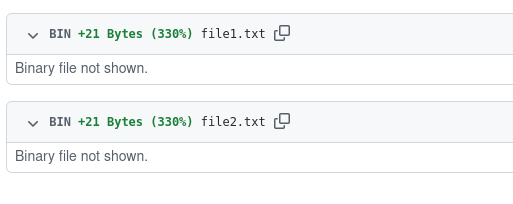 BIN +21 Bytes (330%) file1.txt
Binary file not shown.
BIN +21 Bytes (330%) file2.txt
Binary file not shown.